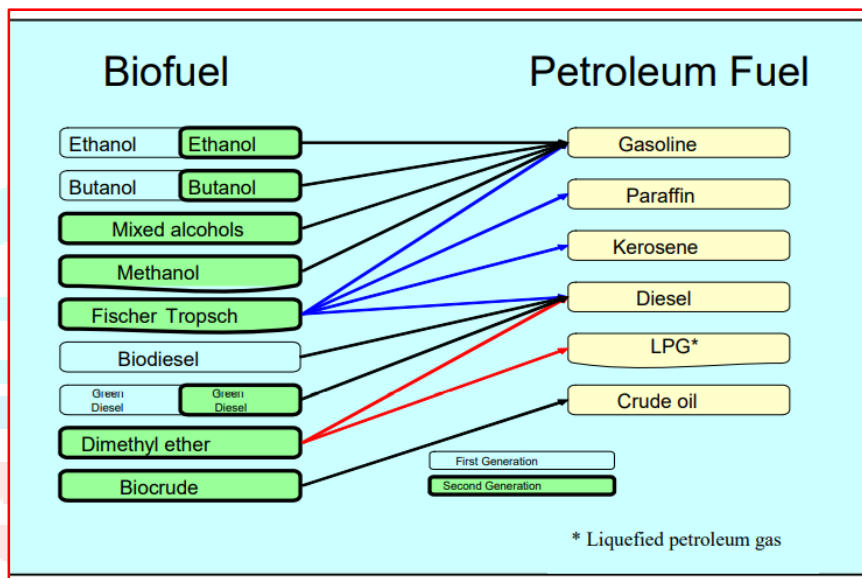 Biofuel
Petroleum Fuel
Ethanol
Ethanol
Gasoline
Butanol
Butanol
Paraffin
Mixed alcohols
Kerosene
Methanol
Diesel
Fischer Tropsch
LPG*
Biodiesel
Green
Diesel
Green
Diesel
Crude oil
Dimethyl ether
First Generation
Biocrude
Second Generation
* Liquefied petroleum gas